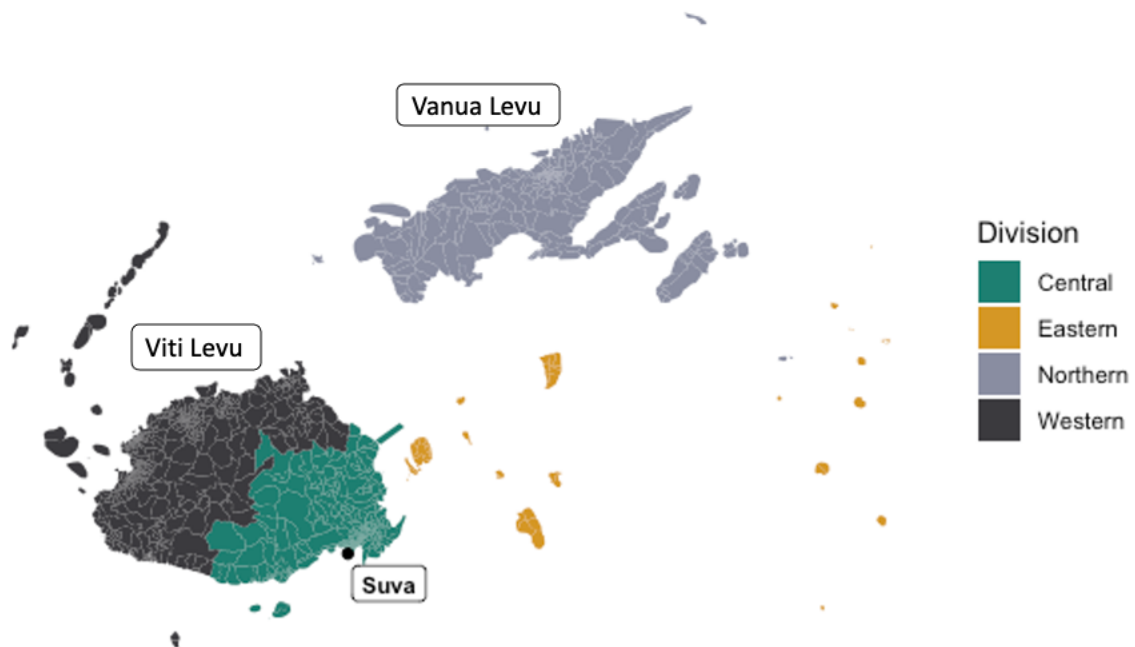 Vanua Levu
Viti Levu
Suva
Division
Central
Eastern
Northern
Western